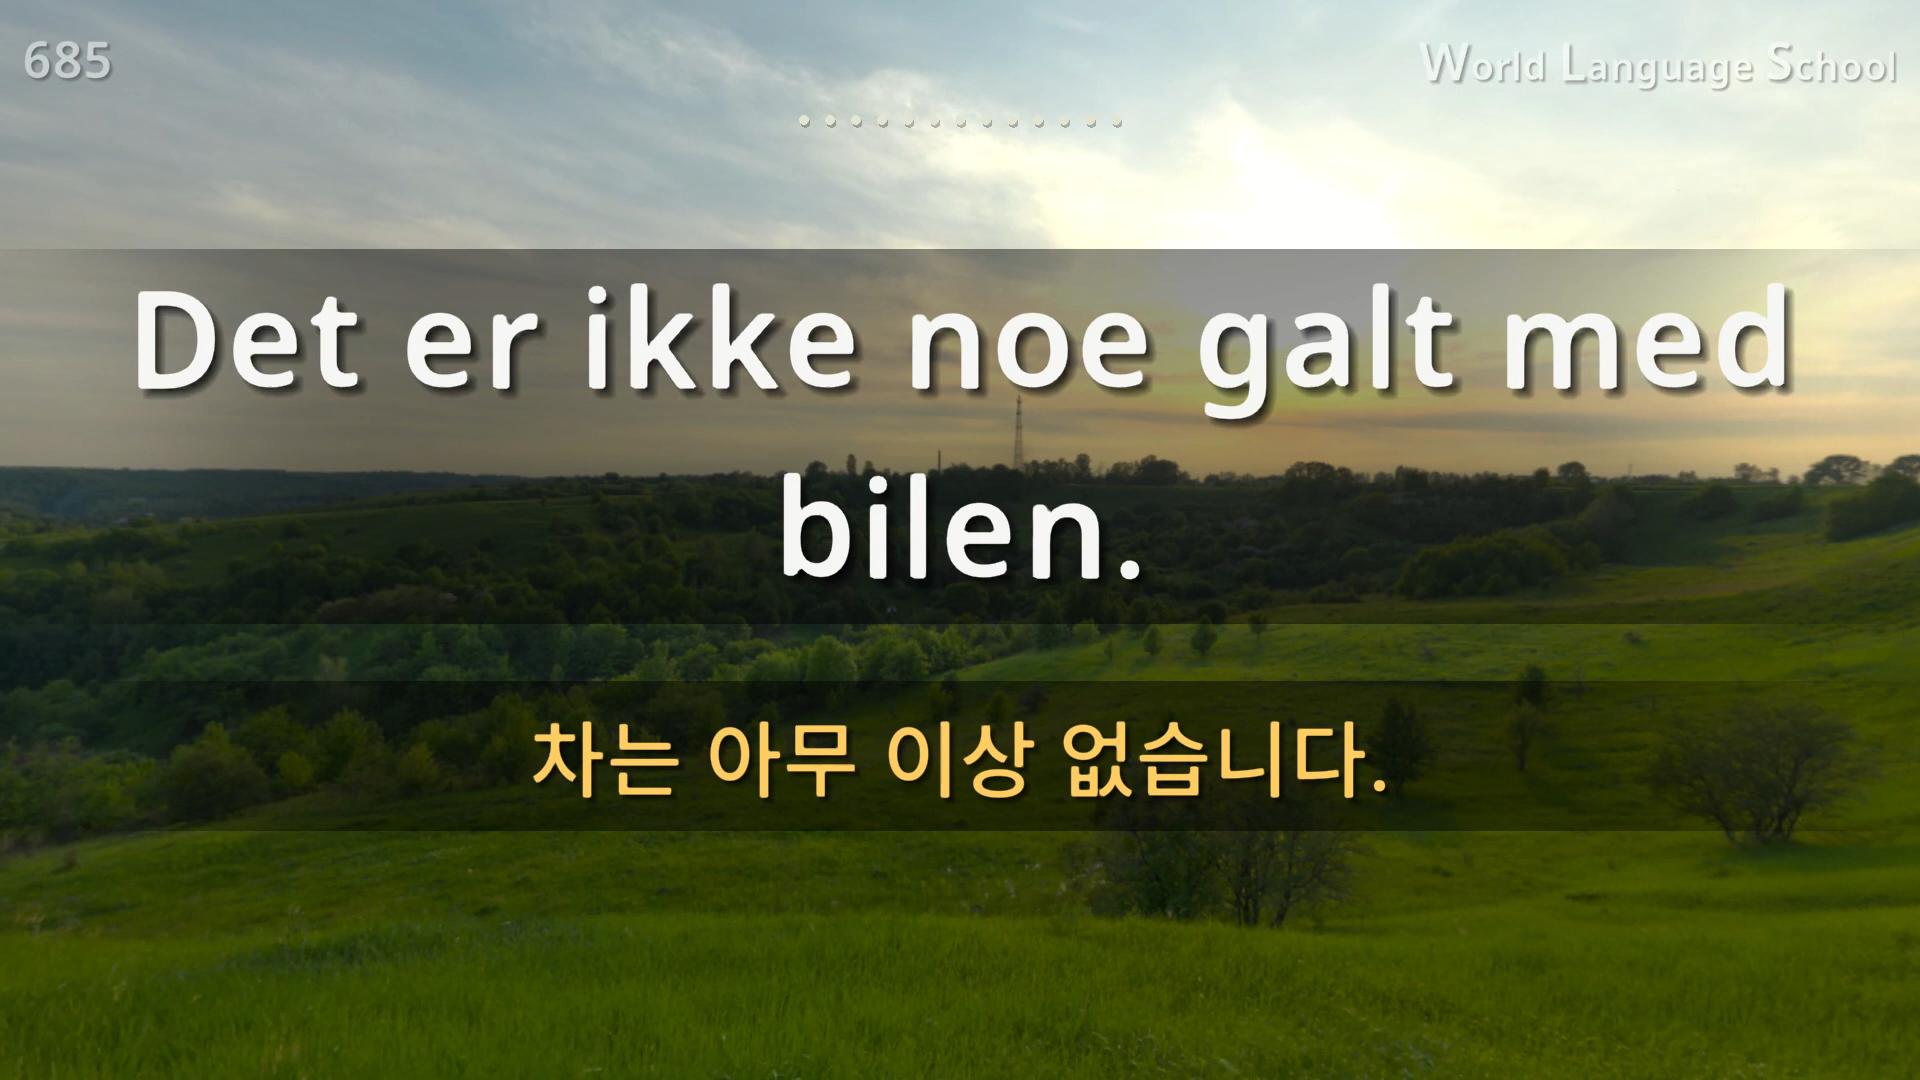 685
World Language School
Det er ikke noe galt med
bilen.
차는 아무 이상 없습니다.